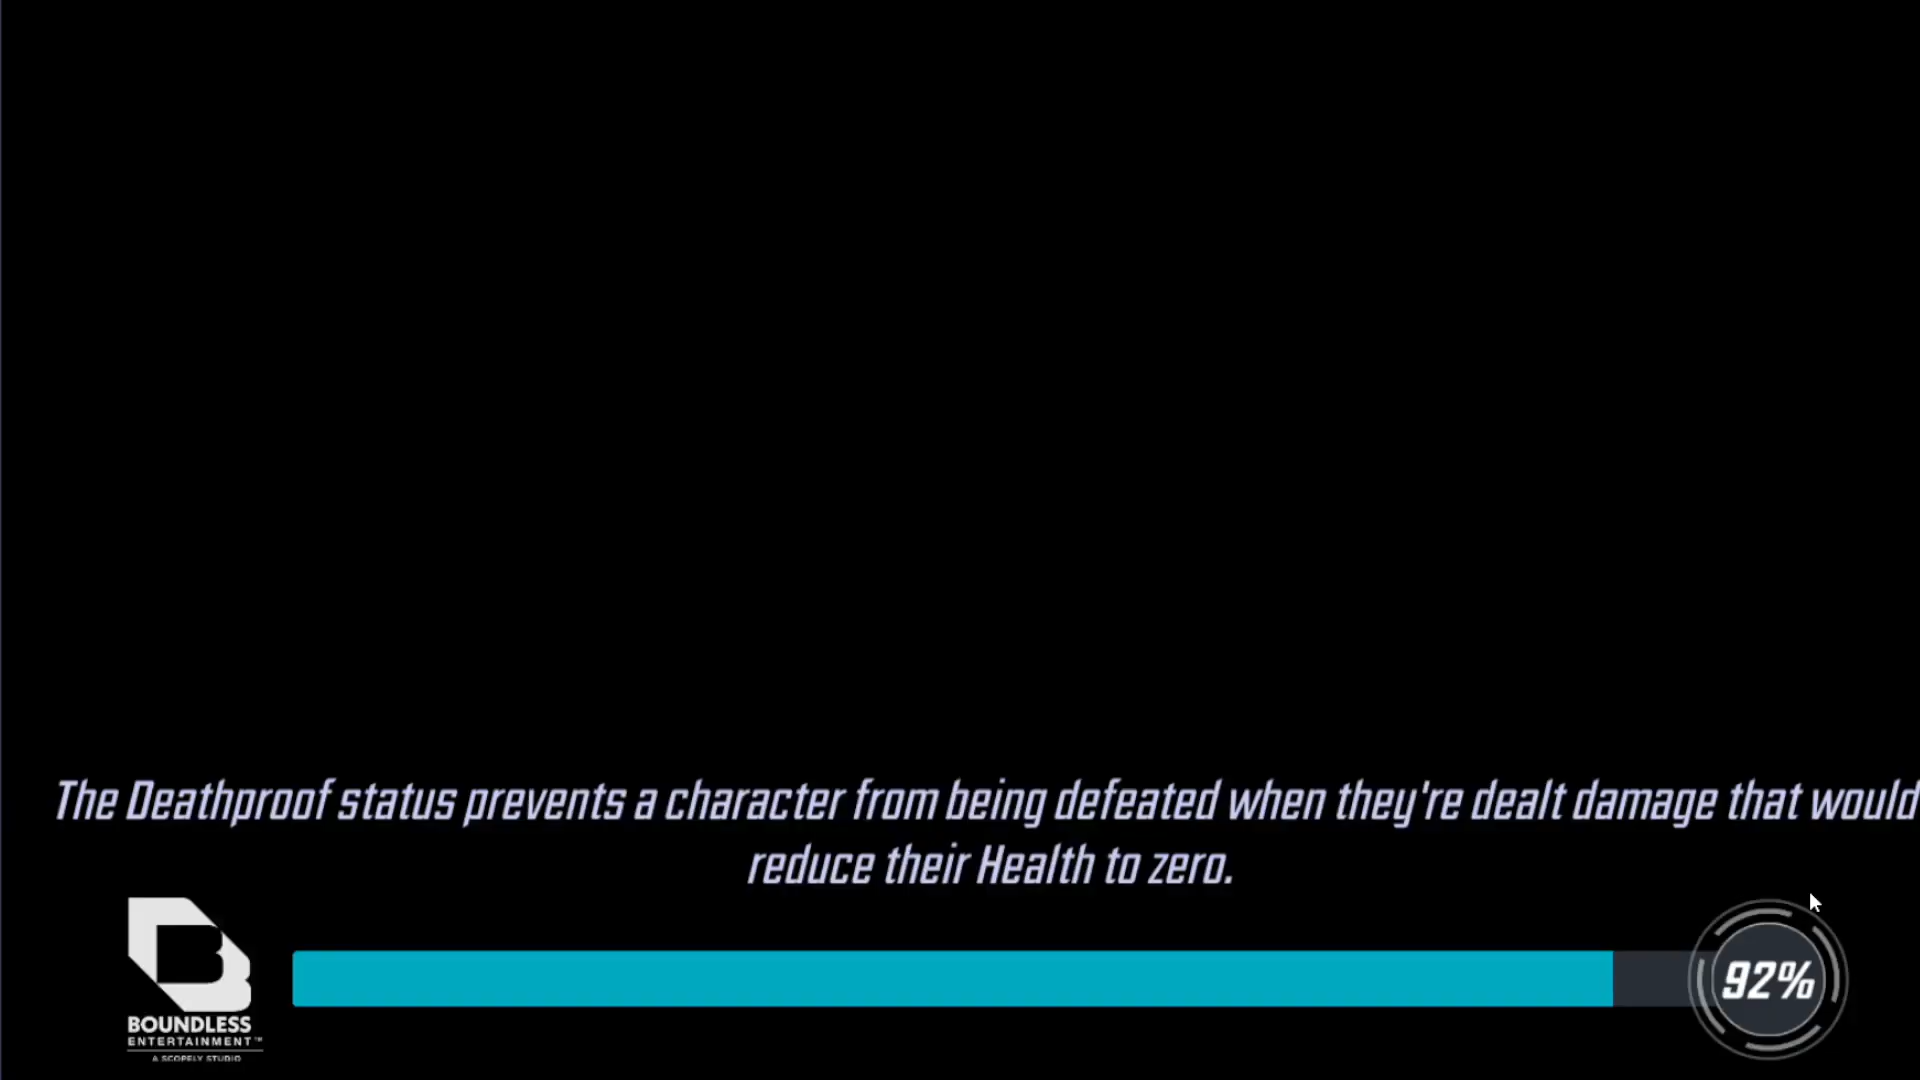 The Deathproof status prevents a character from being defeated when they're dealt damage that would
reduce their Health to zero.
92%
BOUNDLESS
ENTERTAINMENT™
A SCOPELY STUDIO